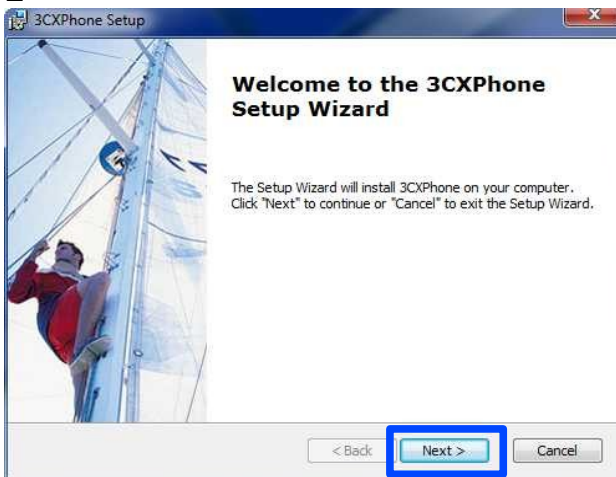 3CXPhone Setup
Welcome to the 3CXPhone
Setup Wizard
The Setup Wizard will install 3CXPhone on your computer.
Click "Next" to continue or "Cancel" to exit the Setup Wizard.
< Back
Next >
Cancel